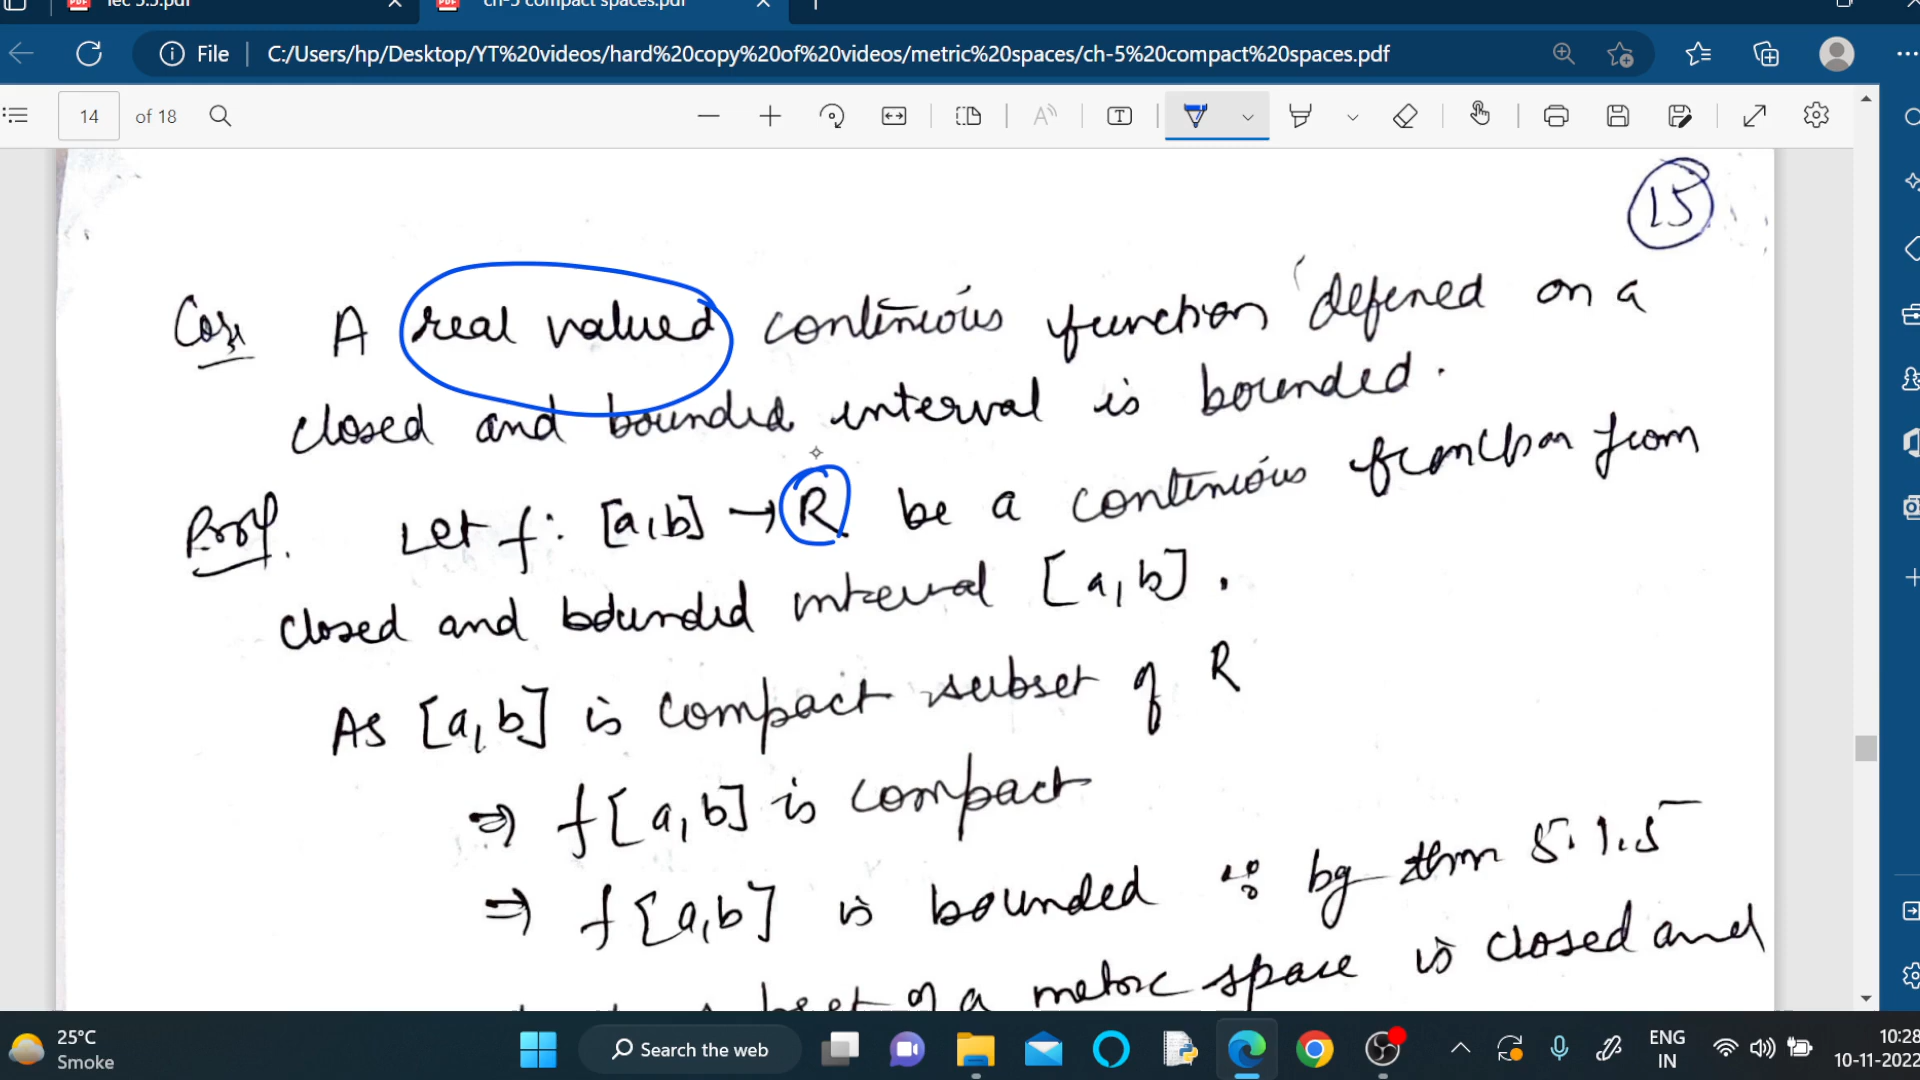 lec 5.5.pdf
ch-5 compact spaces.pdf
File
C:/Users/hp/Desktop/YT%20videos/hard%20copy%20of%20videos/metric%20spaces/ch-5%20compact%20spaces.pdf
14 of 18
15
Cor A real valued continious function defened on a
closed and bounded interval is bounded.
Proof. Let f: [a,b] → R be a continious function from
closed and bounded interval [a,b].
As [a,b] is compact subset of R
⇒ f[a,b] is compact
⇒ f[a,b] is bounded ∵ by thm 5.1.5
of a metric space is closed and
25°C
Smoke
Search the web
ENG
IN
10:28
10-11-2022